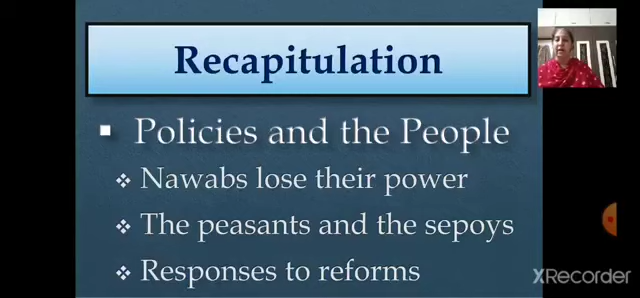 Recapitulation
Policies and the People
Nawabs lose their power
The peasants and the sepoys
Responses to reforms
XRecorder